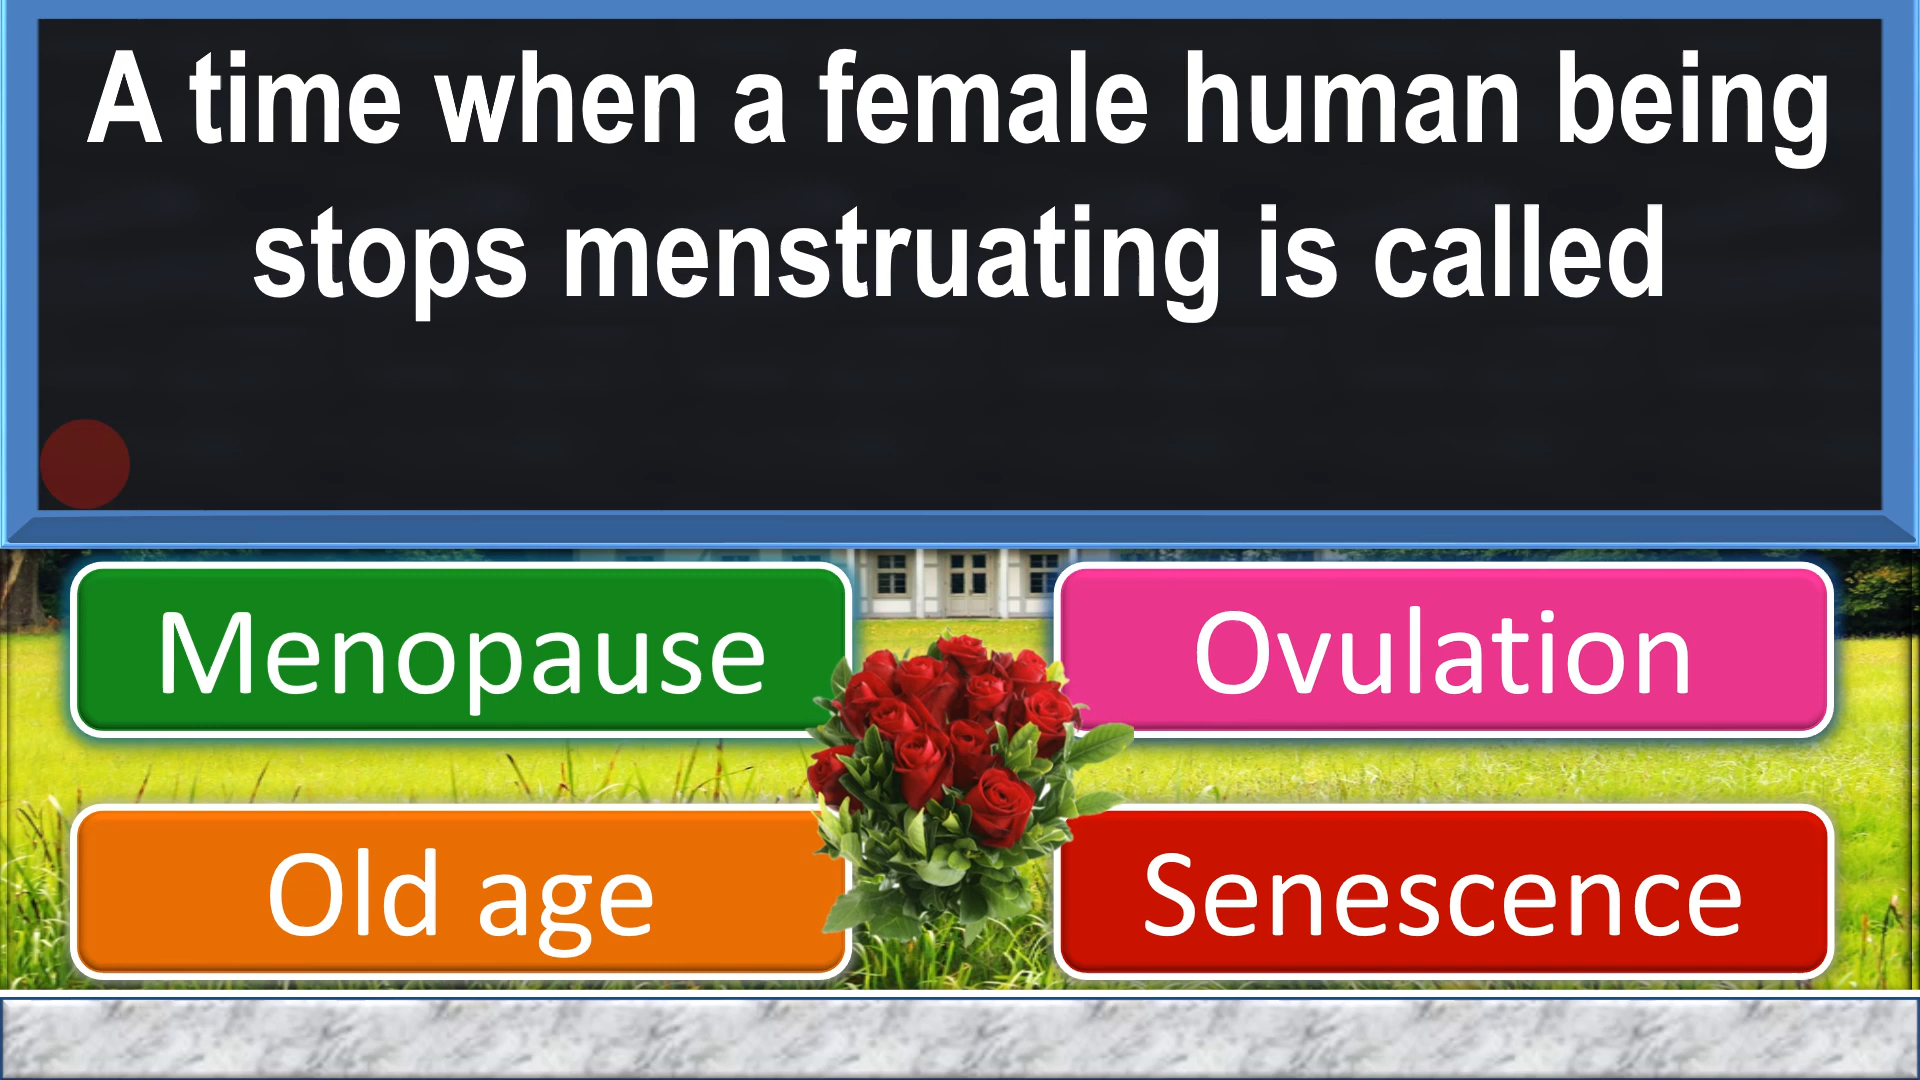 A time when a female human being
stops menstruating is called
Menopause
Ovulation
Old age
Senescence